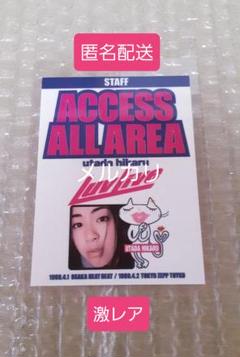 匿名配送
STAFF
ACCESS
ALL AREA
utada hikaru
Luv Live
メルカリ
UTADA HIKARU
1999.4.1 OSAKA HEAT BEAT / 1999.4.2 TOKYO ZEPP TOKYO
激レア